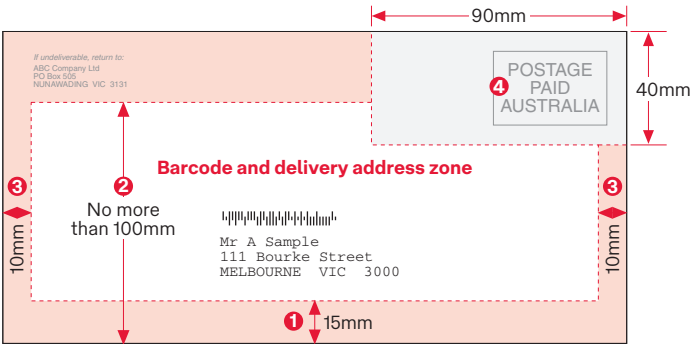 90mm
If undeliverable, return to:
ABC Company Ltd
PO Box 505
NUNAWADING VIC 3131
4
POSTAGE
PAID
AUSTRALIA
40mm
Barcode and delivery address zone
3
2
3
No more
than 100mm
10mm
Mr A Sample
111 Bourke Street
MELBOURNE VIC 3000
10mm
1
15mm